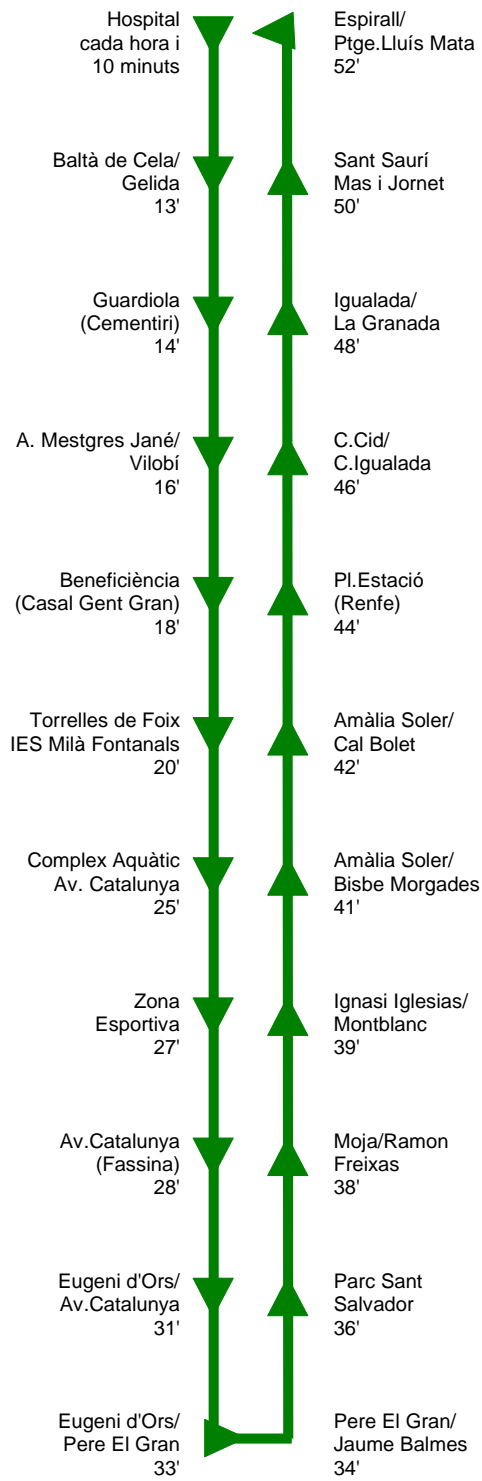 Hospital
cada hora i
10 minuts
Baltà de Cela/
Gelida
13'
Guardiola
(Cementiri)
14'
A. Mestgres Jané/
Vilobí
16'
Beneficiència
(Casal Gent Gran)
18'
Torrelles de Foix
IES Milà Fontanals
20'
Complex Aquàtic
Av. Catalunya
25'
Zona
Esportiva
27'
Av.Catalunya
(Fassina)
28'
Eugeni d'Ors/
Av.Catalunya
31'
Eugeni d'Ors/
Pere El Gran
33'
Espirall/
Ptge.Lluís Mata
52'
Sant Saurí
Mas i Jornet
50'
Igualada/
La Granada
48'
C.Cid/
C.Igualada
46'
Pl.Estació
(Renfe)
44'
Amàlia Soler/
Cal Bolet
42'
Amàlia Soler/
Bisbe Morgades
41'
Ignasi Iglesias/
Montblanc
39'
Moja/Ramon
Freixas
38'
Parc Sant
Salvador
36'
Pere El Gran/
Jaume Balmes
34'